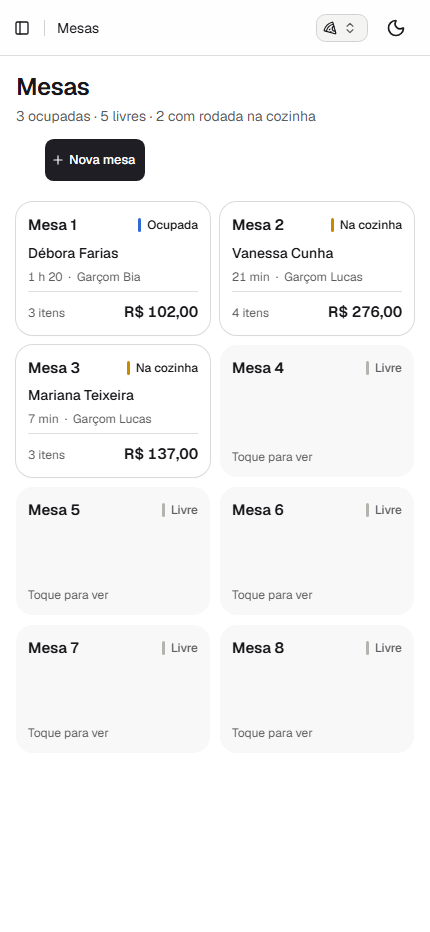 Mesas
Mesas
3 ocupadas · 5 livres · 2 com rodada na cozinha
+ Nova mesa
Mesa 1 Ocupada
Débora Farias
1 h 20 · Garçom Bia
3 itens R$ 102,00
Mesa 2 Na cozinha
Vanessa Cunha
21 min · Garçom Lucas
4 itens R$ 276,00
Mesa 3 Na cozinha
Mariana Teixeira
7 min · Garçom Lucas
3 itens R$ 137,00
Mesa 4 Livre
Toque para ver
Mesa 5 Livre
Toque para ver
Mesa 6 Livre
Toque para ver
Mesa 7 Livre
Toque para ver
Mesa 8 Livre
Toque para ver